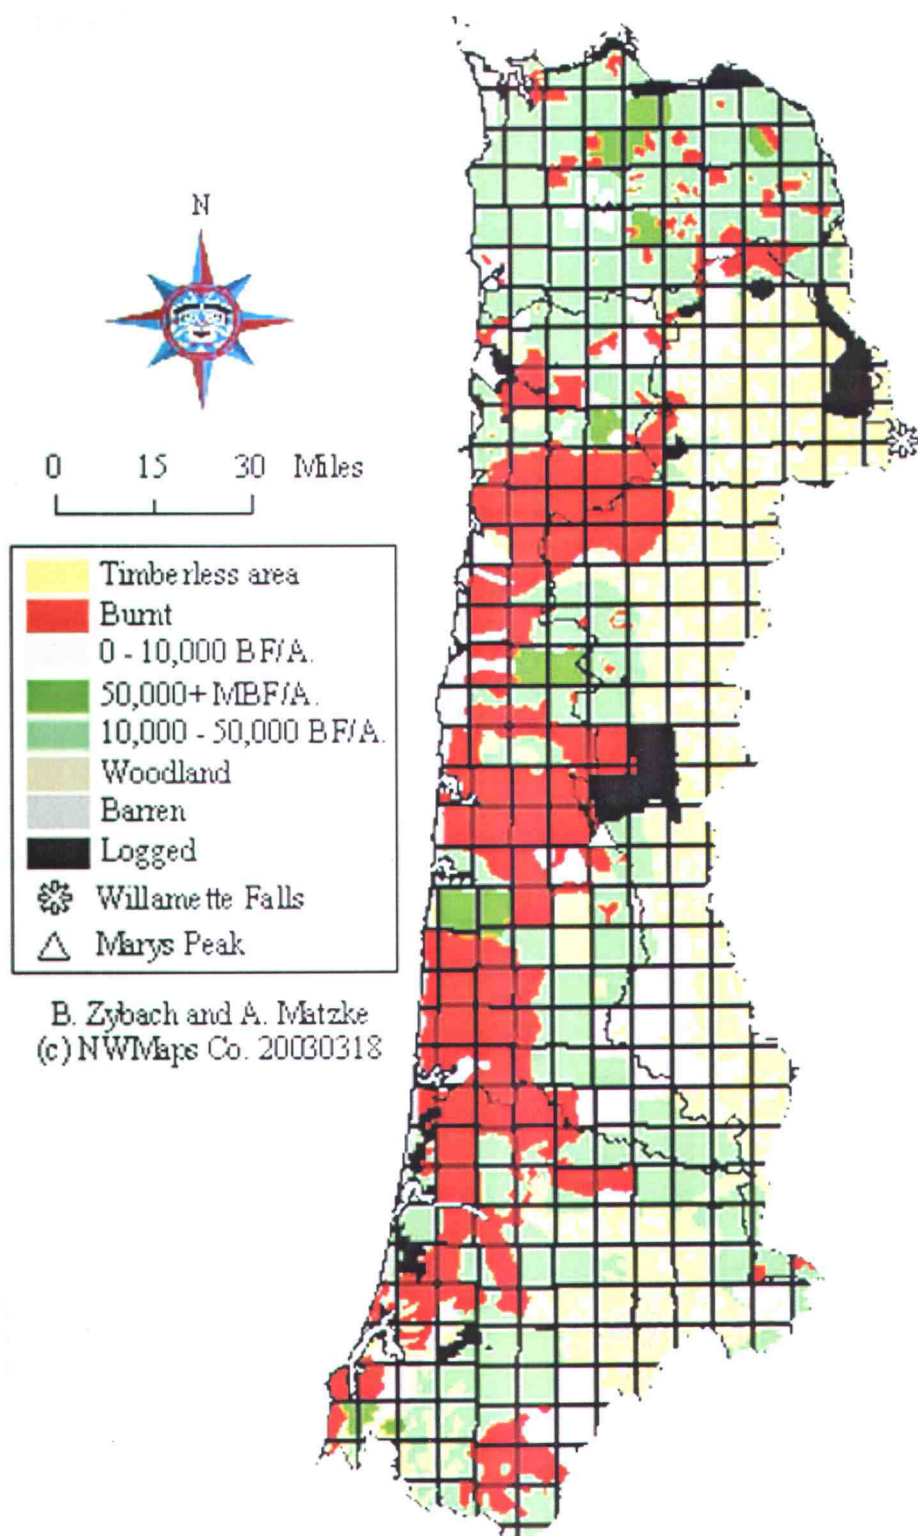 N
0 15 30 Miles
Timberless area
Burnt
0 - 10,000 BF/A.
50,000+ MBF/A.
10,000 - 50,000 BF/A.
Woodland
Barren
Logged
Willamette Falls
Marys Peak
B. Zybach and A. Matzke
(c) NWMaps Co. 20030318